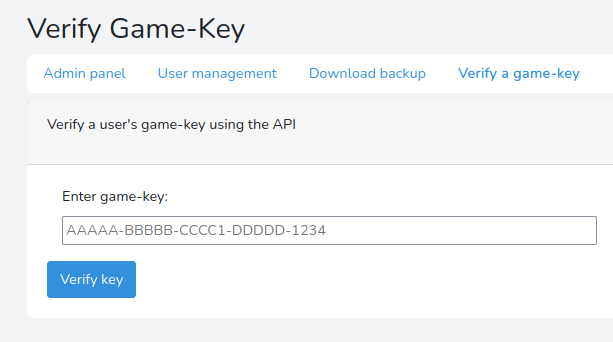 Verify Game-Key
Admin panel User management Download backup Verify a game-key
Verify a user's game-key using the API
Enter game-key:
AAAAA-BBBBB-CCCC1-DDDDD-1234
Verify key